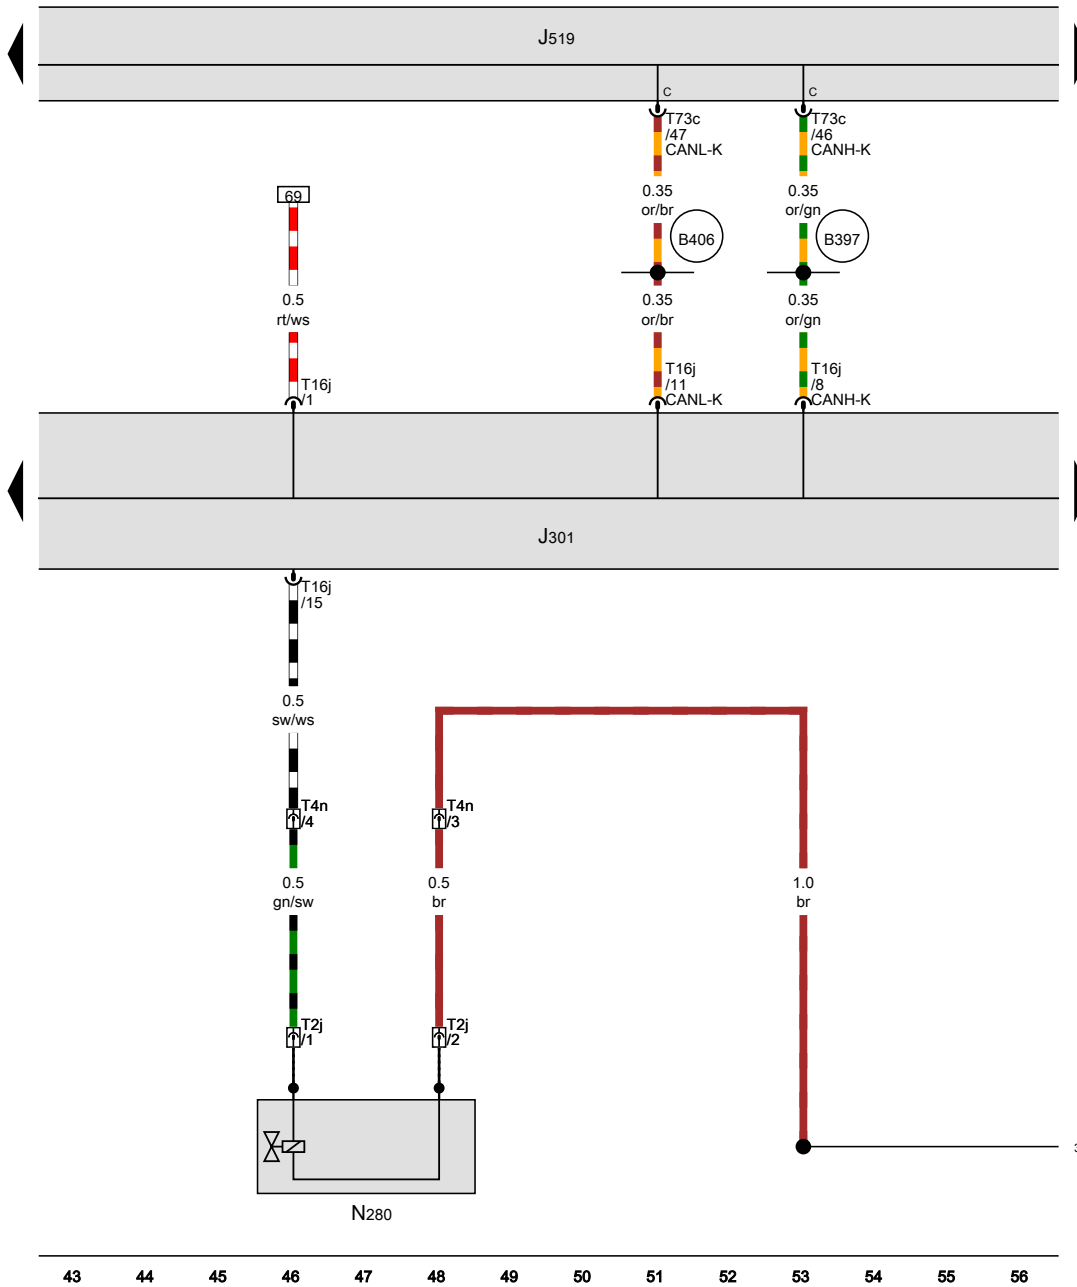 J519
C
C
T73c
/47
CANL-K
T73c
/46
CANH-K
69
0.35
or/br
0.35
or/gn
B406
B397
0.5
rt/ws
0.35
or/br
0.35
or/gn
T16j
/1
T16j
/11
CANL-K
T16j
/8
CANH-K
J301
T16j
/15
0.5
sw/ws
T4n
/4
T4n
/3
0.5
gn/sw
0.5
br
1.0
br
T2j
/1
T2j
/2
N280
43 44 45 46 47 48 49 50 51 52 53 54 55 56